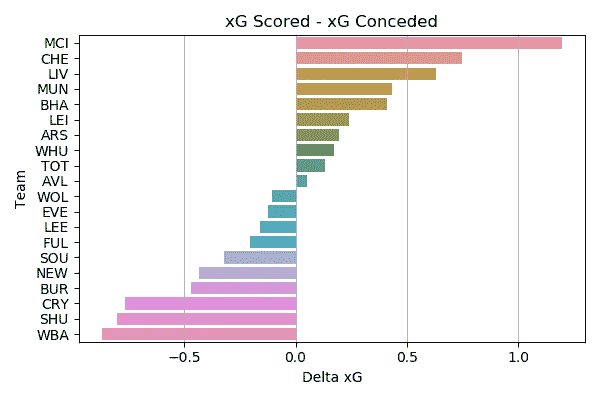 xG Scored - xG Conceded
MCI
CHE
LIV
MUN
BHA
LEI
ARS
WHU
TOT
AVL
WOL
EVE
LEE
FUL
SOU
NEW
BUR
CRY
SHU
WBA
Team
−0.5 0.0 0.5 1.0
Delta xG